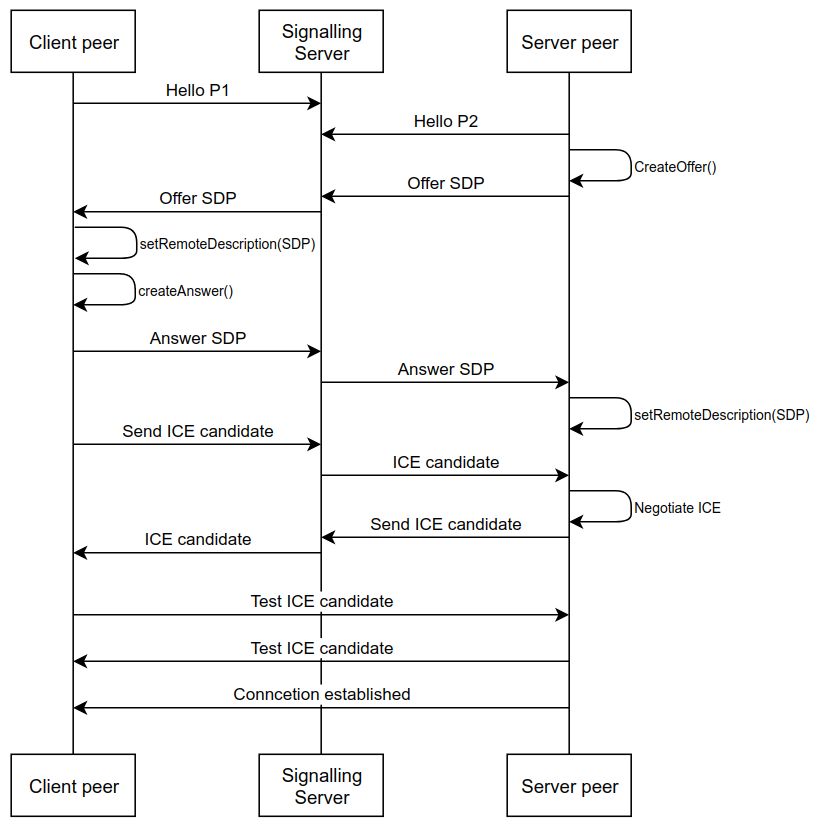 Client peer
Signalling
Server
Server peer
Hello P1
Hello P2
CreateOffer()
Offer SDP
Offer SDP
setRemoteDescription(SDP)
createAnswer()
Answer SDP
Answer SDP
setRemoteDescription(SDP)
Send ICE candidate
ICE candidate
Negotiate ICE
Send ICE candidate
ICE candidate
Test ICE candidate
Test ICE candidate
Conncetion established
Client peer
Signalling
Server
Server peer